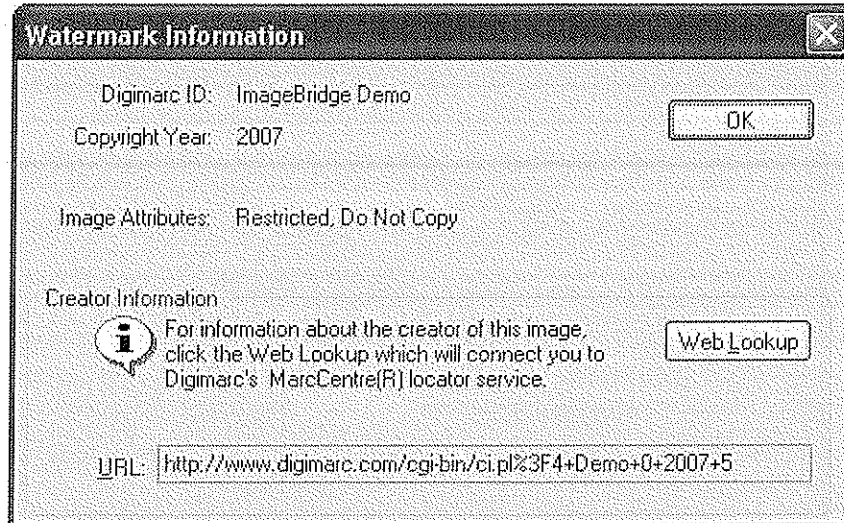 Watermark Information
Digimarc ID: ImageBridge Demo
OK
Copyright Year: 2007
Image Attributes: Restricted, Do Not Copy
Creator Information
For information about the creator of this image,
click the Web Lookup which will connect you to
Digimarc's MarcCentre(R) locator service.
Web Lookup
URL: http://www.digimarc.com/cgi-bin/ci.pl%3F4+Demo+0+2007+5